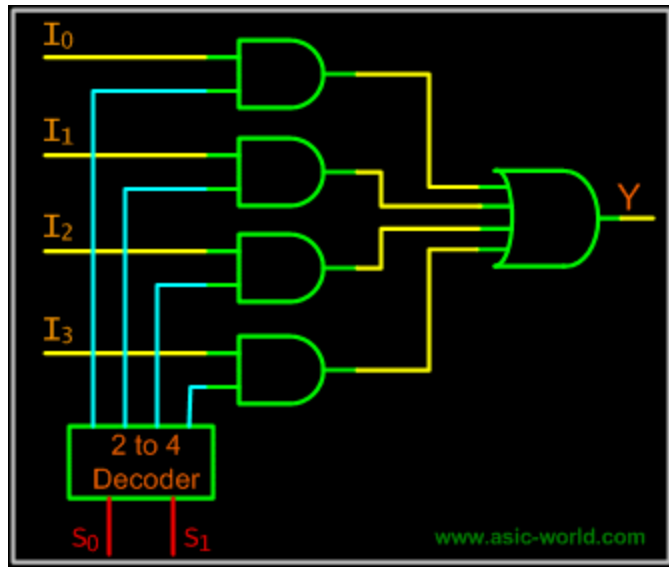 I₀
I₁
Y
I₂
I₃
2 to 4
Decoder
S₀ S₁
www.asic-world.com